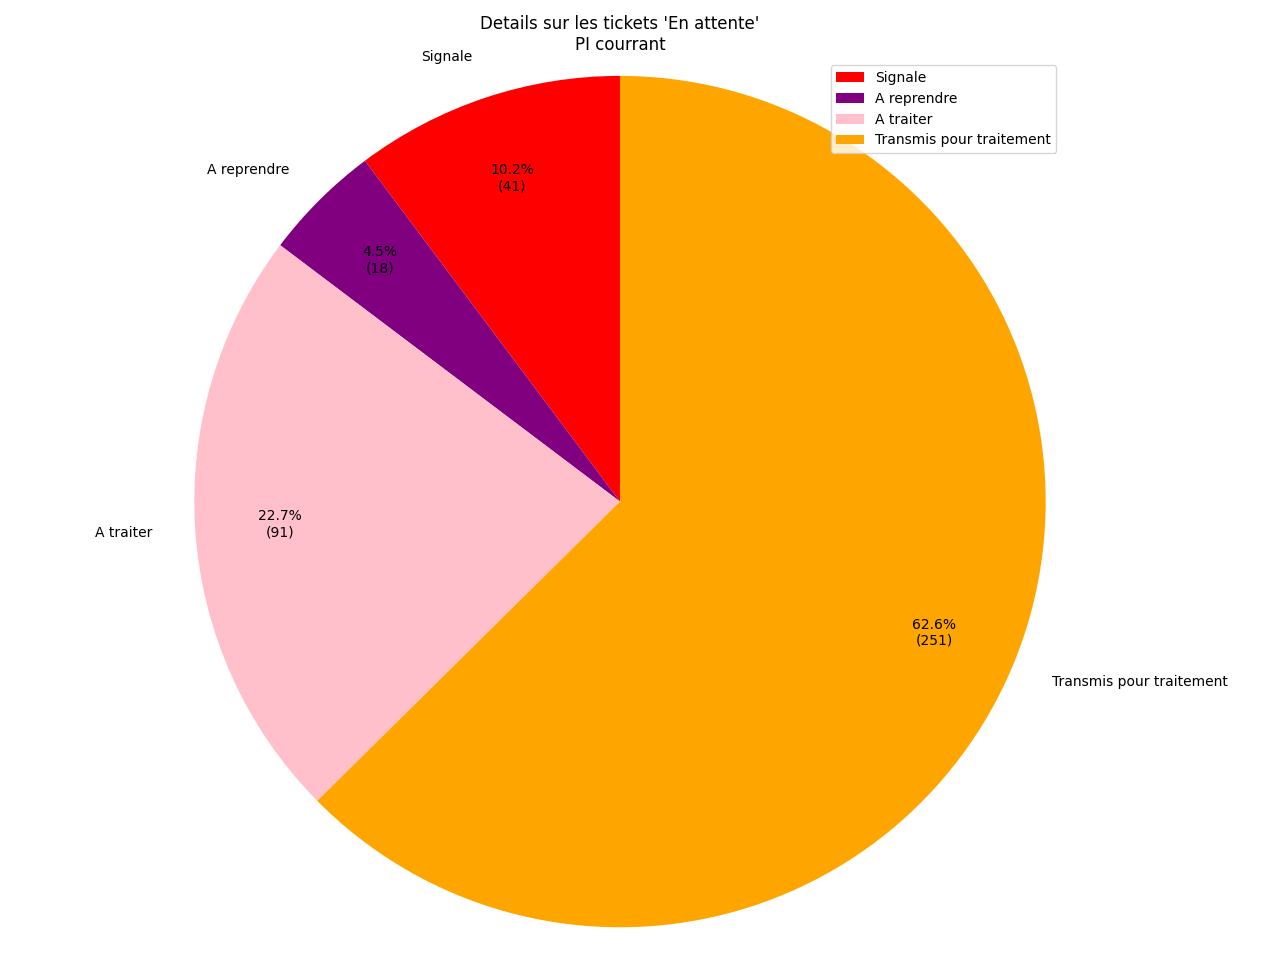 Details sur les tickets 'En attente'
PI courrant
Signale
A reprendre
A traiter
Transmis pour traitement
Signale
10.2%
(41)
A reprendre
4.5%
(18)
A traiter
22.7%
(91)
62.6%
(251)
Transmis pour traitement